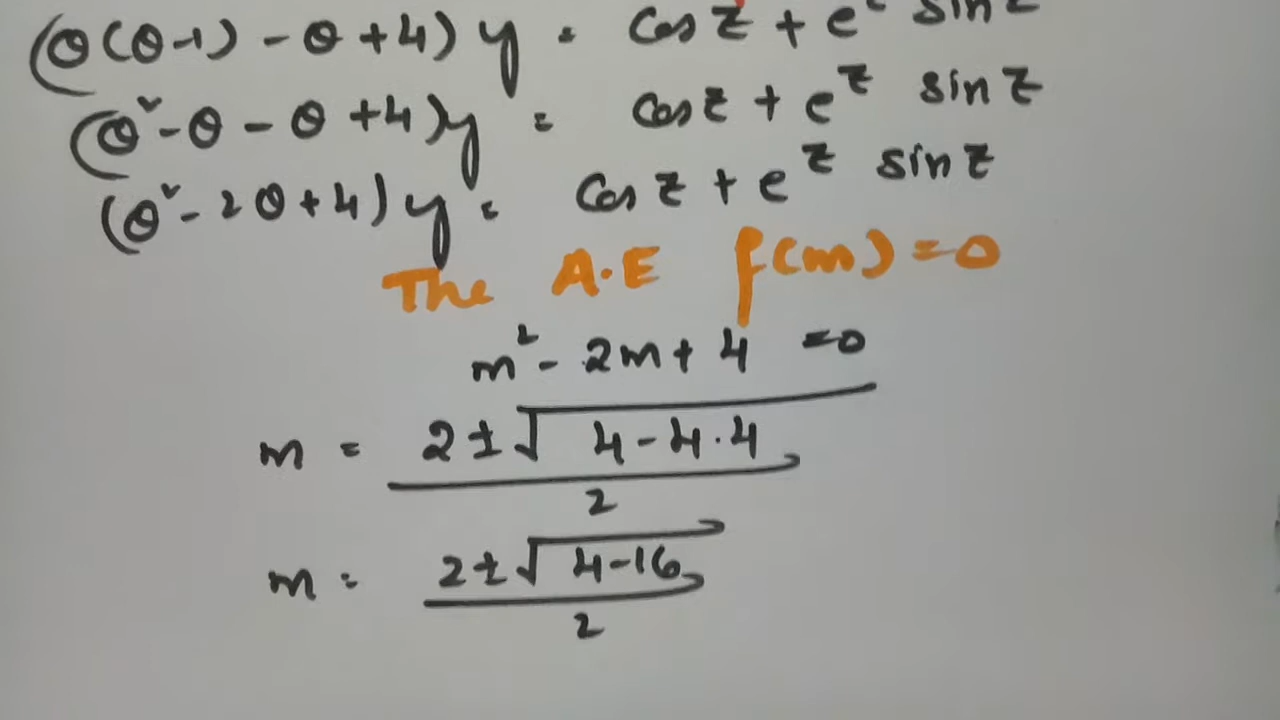 (θ(θ-1) - θ + 4) y = cos z + e^z sin z
(θ² - θ - θ + 4) y = cos z + e^z sin z
(θ² - 2θ + 4) y = cos z + e^z sin z
The A.E f(m) = 0
m² - 2m + 4 = 0
m = (2 ± √(4 - 4.4)) / 2
m = (2 ± √(4 - 16)) / 2